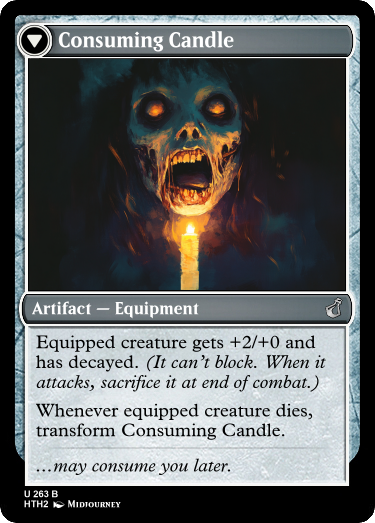 Consuming Candle
Artifact — Equipment
Equipped creature gets +2/+0 and
has decayed. (It can't block. When it
attacks, sacrifice it at end of combat.)
Whenever equipped creature dies,
transform Consuming Candle.
…may consume you later.
U 263 B
HTH2 Midjourney